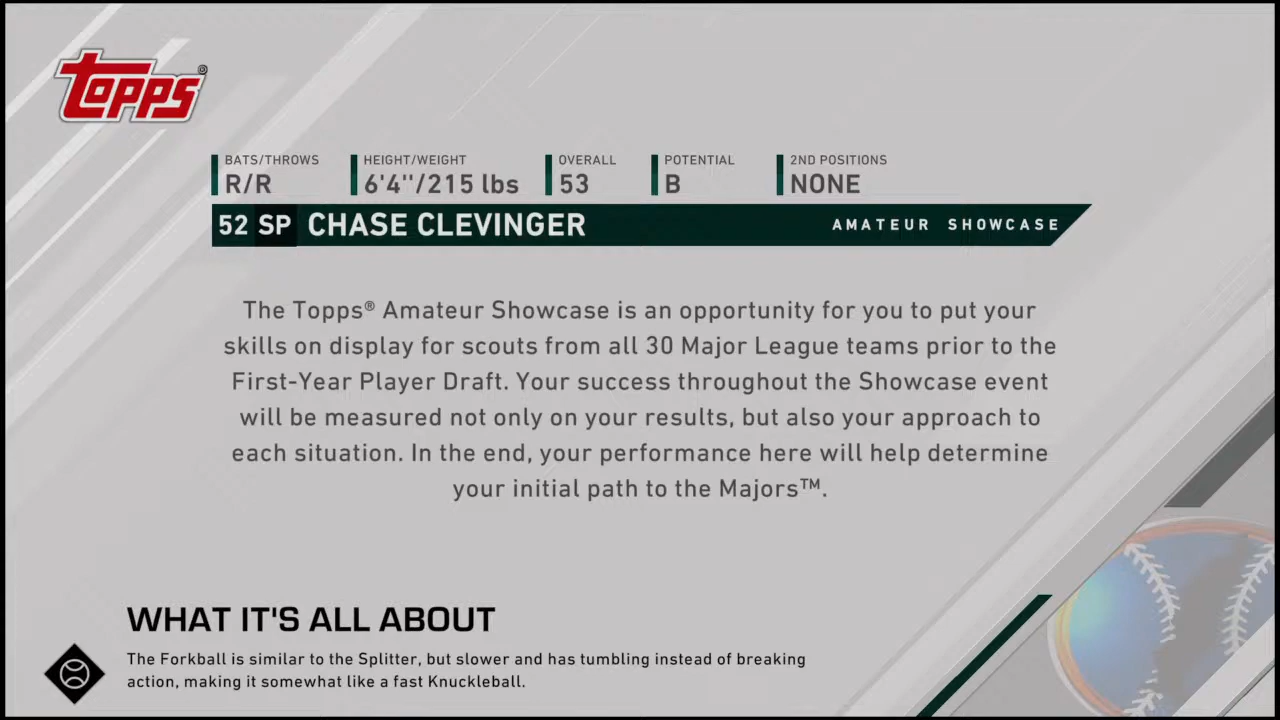 TOPPS®
BATS/THROWS HEIGHT/WEIGHT OVERALL POTENTIAL 2ND POSITIONS
R/R 6'4''/215 lbs 53 B NONE
52 SP CHASE CLEVINGER AMATEUR SHOWCASE
The Topps® Amateur Showcase is an opportunity for you to put your
skills on display for scouts from all 30 Major League teams prior to the
First-Year Player Draft. Your success throughout the Showcase event
will be measured not only on your results, but also your approach to
each situation. In the end, your performance here will help determine
your initial path to the Majors™.
WHAT IT'S ALL ABOUT
The Forkball is similar to the Splitter, but slower and has tumbling instead of breaking
action, making it somewhat like a fast Knuckleball.